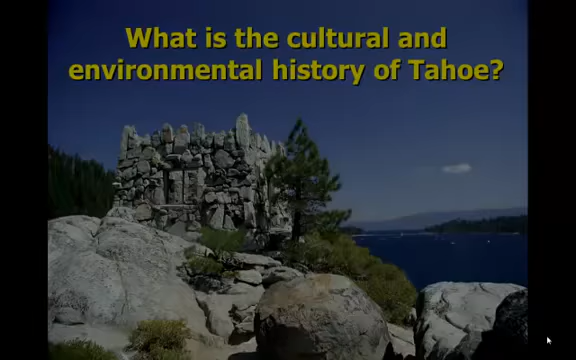 What is the cultural and
environmental history of Tahoe?